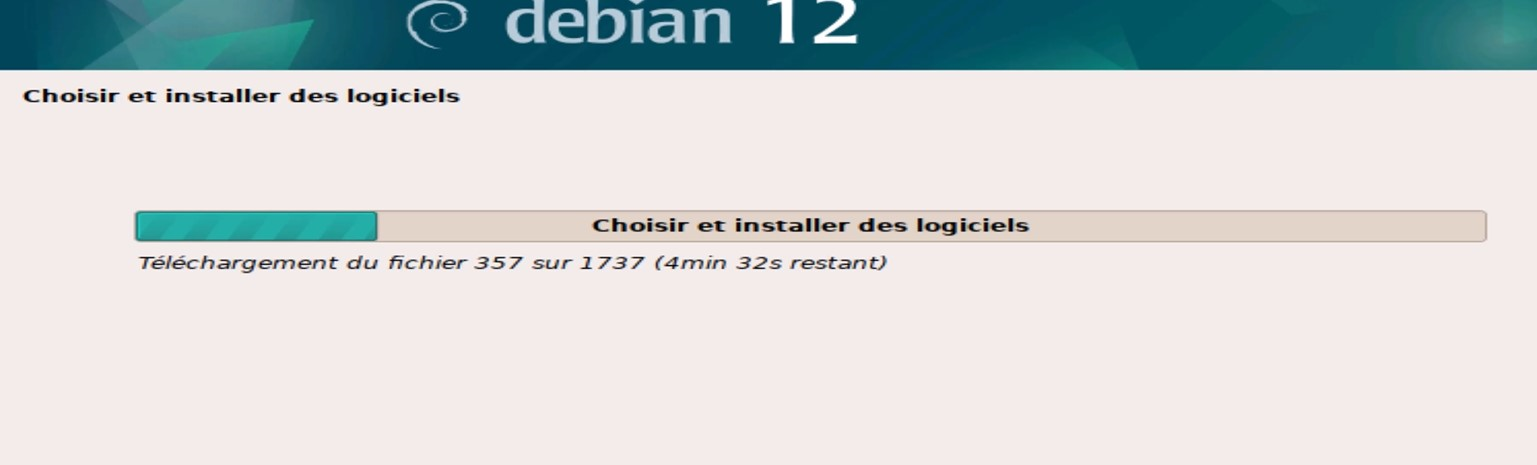 debian 12
Choisir et installer des logiciels
Choisir et installer des logiciels
Téléchargement du fichier 357 sur 1737 (4min 32s restant)